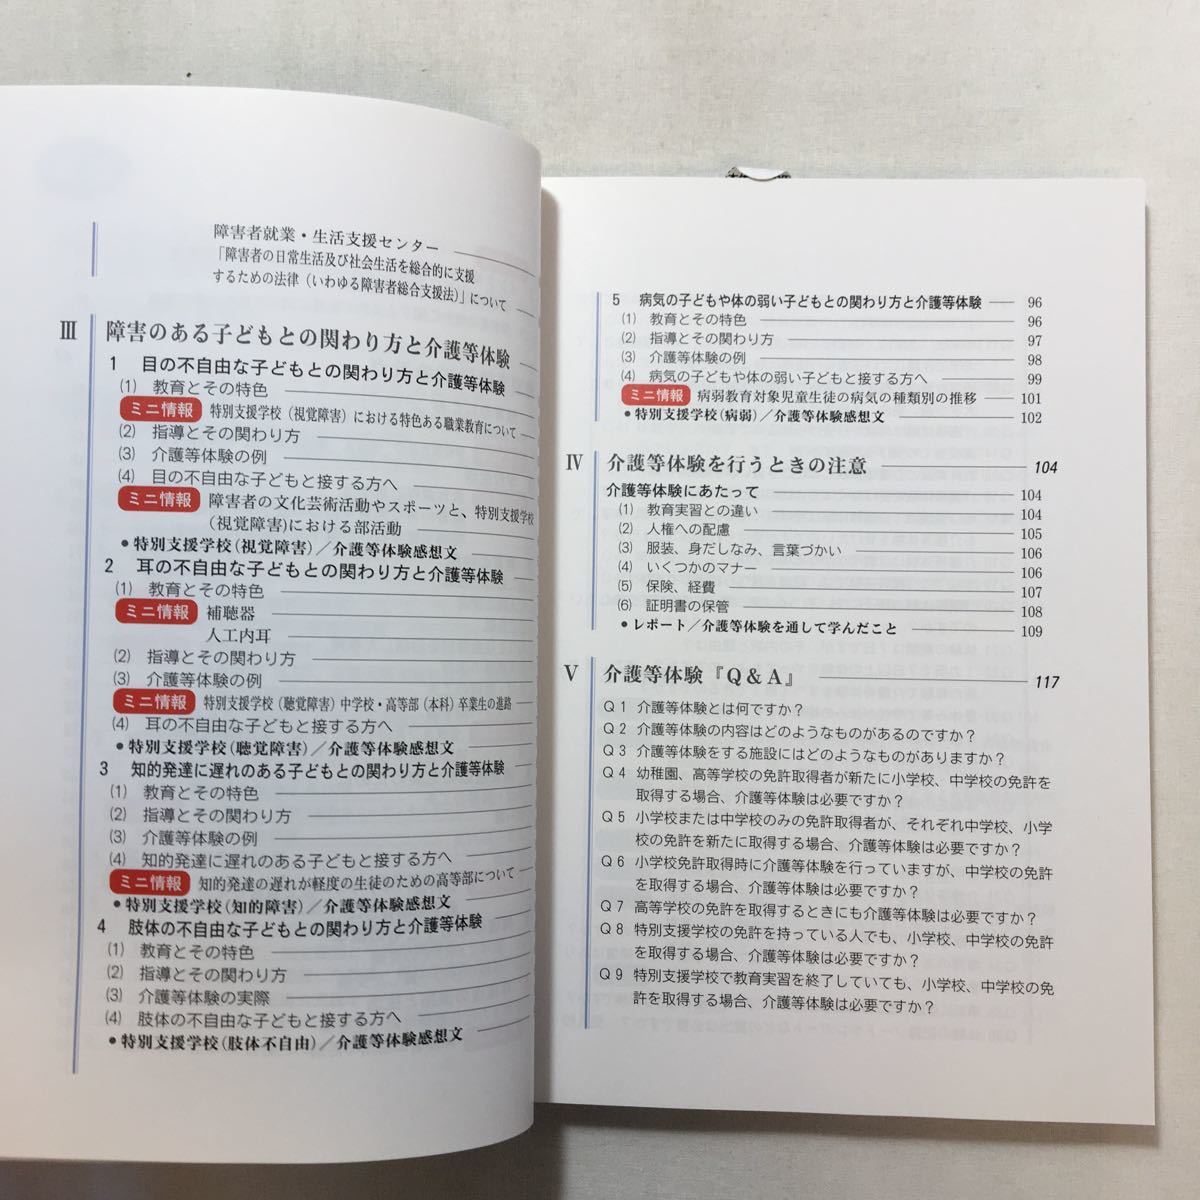 障害者就業・生活支援センター
「障害者の日常生活及び社会生活を総合的に支援
するための法律（いわゆる障害者総合支援法）」について
Ⅲ 障害のある子どもとの関わり方と介護等体験
1 目の不自由な子どもとの関わり方と介護等体験
(1) 教育とその特色
ミニ情報 特別支援学校（視覚障害）における特色ある職業教育について
(2) 指導とその関わり方
(3) 介護等体験の例
(4) 目の不自由な子どもと接する方へ
ミニ情報 障害者の文化芸術活動やスポーツと、特別支援学校
(視覚障害)における部活動
●特別支援学校(視覚障害)／介護等体験感想文
2 耳の不自由な子どもとの関わり方と介護等体験
(1) 教育とその特色
ミニ情報 補聴器
人工内耳
(2) 指導とその関わり方
(3) 介護等体験の例
ミニ情報 特別支援学校（聴覚障害）中学校・高等部（本科）卒業生の進路
(4) 耳の不自由な子どもと接する方へ
●特別支援学校(聴覚障害)／介護等体験感想文
3 知的発達に遅れのある子どもとの関わり方と介護等体験
(1) 教育とその特色
(2) 指導とその関わり方
(3) 介護等体験の例
(4) 知的発達に遅れのある子どもと接する方へ
ミニ情報 知的発達の遅れが軽度の生徒のための高等部について
●特別支援学校(知的障害)／介護等体験感想文
4 肢体の不自由な子どもとの関わり方と介護等体験
(1) 教育とその特色
(2) 指導とその関わり方
(3) 介護等体験の実際
(4) 肢体の不自由な子どもと接する方へ
●特別支援学校(肢体不自由)／介護等体験感想文
5 病気の子どもや体の弱い子どもとの関わり方と介護等体験 96
(1) 教育とその特色 96
(2) 指導とその関わり方 97
(3) 介護等体験の例 98
(4) 病気の子どもや体の弱い子どもと接する方へ 99
ミニ情報 病弱教育対象児童生徒の病気の種類別の推移 101
●特別支援学校(病弱)／介護等体験感想文 102
Ⅳ 介護等体験を行うときの注意 104
介護等体験にあたって 104
(1) 教育実習との違い 104
(2) 人権への配慮 105
(3) 服装、身だしなみ、言葉づかい 106
(4) いくつかのマナー 106
(5) 保険、経費 107
(6) 証明書の保管 108
●レポート／介護等体験を通して学んだこと 109
Ⅴ 介護等体験『Q＆A』 117
Q1 介護等体験とは何ですか？
Q2 介護等体験の内容はどのようなものがあるのですか？
Q3 介護等体験をする施設にはどのようなものがありますか？
Q4 幼稚園、高等学校の免許取得者が新たに小学校、中学校の免許を
取得する場合、介護等体験は必要ですか？
Q5 小学校または中学校のみの免許取得者が、それぞれ中学校、小学
校の免許を新たに取得する場合、介護等体験は必要ですか？
Q6 小学校免許取得時に介護等体験を行っていますが、中学校の免許
を取得する場合、介護等体験は必要ですか？
Q7 高等学校の免許を取得するときにも介護等体験は必要ですか？
Q8 特別支援学校の免許を持っている人でも、小学校、中学校の免許
を取得する場合、介護等体験は必要ですか？
Q9 特別支援学校で教育実習を終了していても、小学校、中学校の免
許を取得する場合、介護等体験は必要ですか？